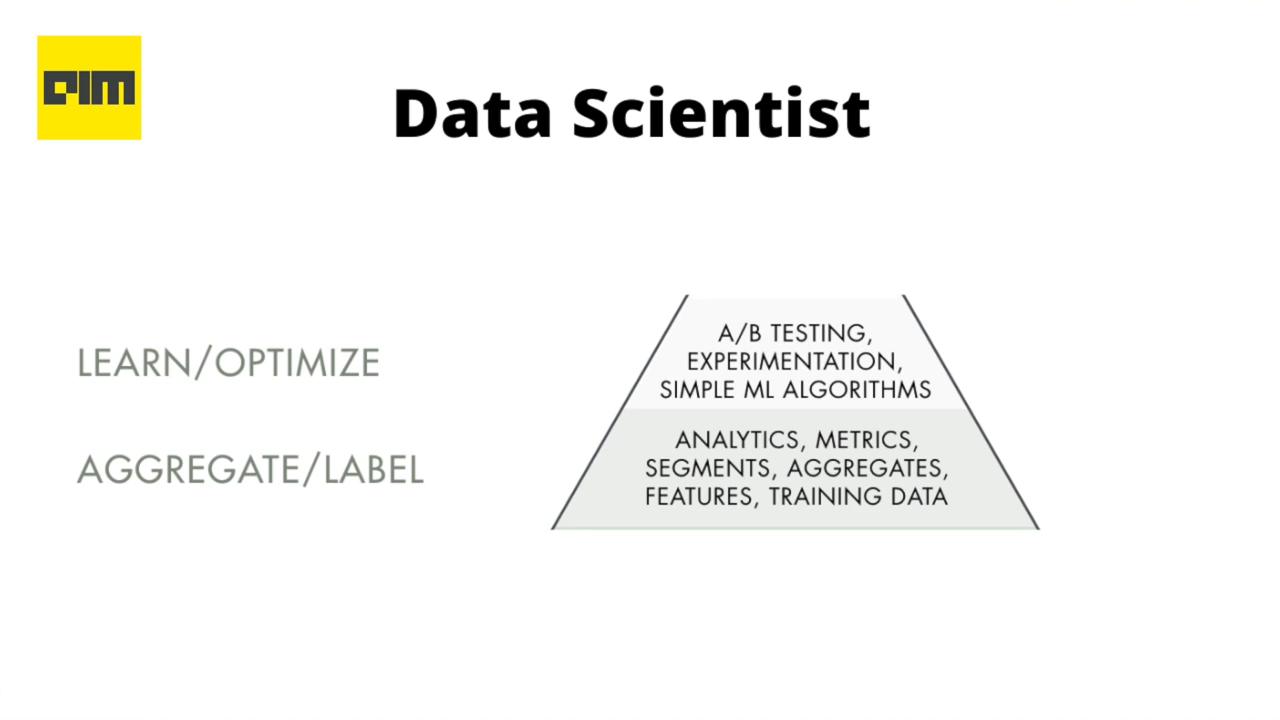 AIM
Data Scientist
LEARN/OPTIMIZE
A/B TESTING,
EXPERIMENTATION,
SIMPLE ML ALGORITHMS
AGGREGATE/LABEL
ANALYTICS, METRICS,
SEGMENTS, AGGREGATES,
FEATURES, TRAINING DATA